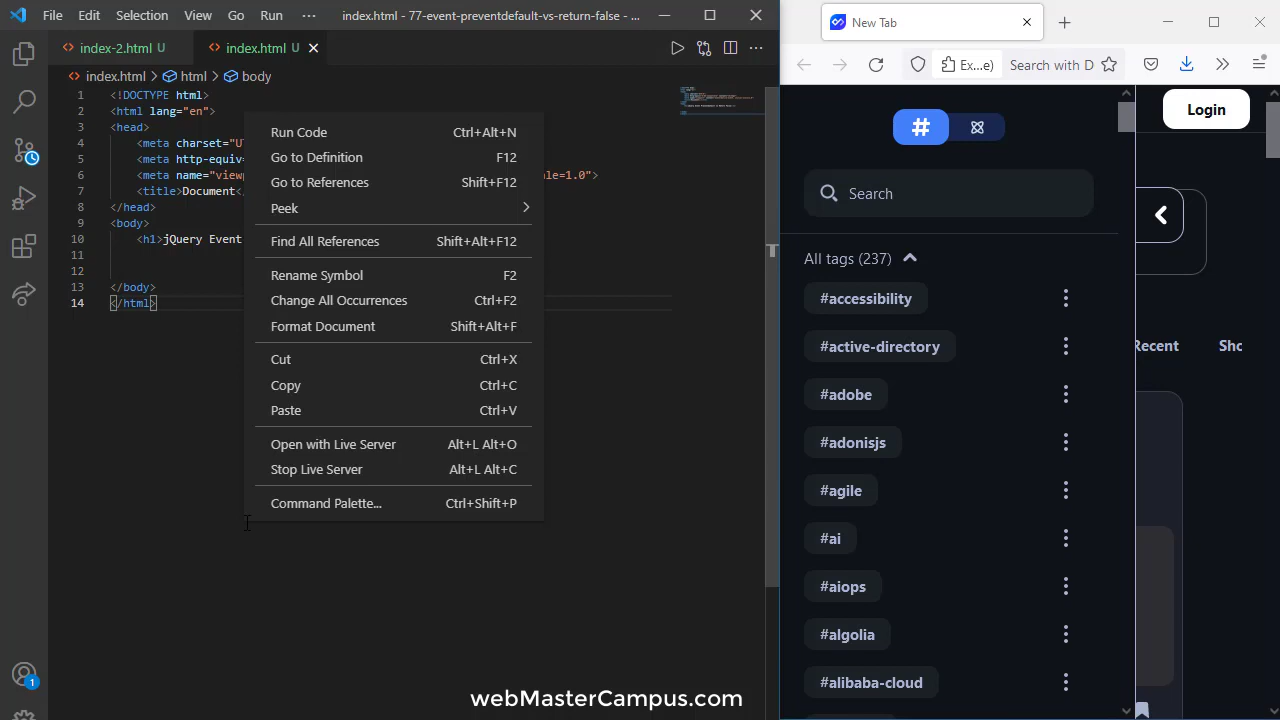 File Edit Selection View Go Run ··· index.html - 77-event-preventdefault-vs-return-false - ...
index-2.html U index.html U
index.html > html > body
1 <!DOCTYPE html>
2 <html lang="en">
3 <head>
4 <meta charset="U
5 <meta http-equiv
6 <meta name="viewp le=1.0">
7 <title>Document<
8 </head>
9 <body>
10 <h1>jQuery Event
11
12
13 </body>
14 </html>
Run Code Ctrl+Alt+N
Go to Definition F12
Go to References Shift+F12
Peek
Find All References Shift+Alt+F12
Rename Symbol F2
Change All Occurrences Ctrl+F2
Format Document Shift+Alt+F
Cut Ctrl+X
Copy Ctrl+C
Paste Ctrl+V
Open with Live Server Alt+L Alt+O
Stop Live Server Alt+L Alt+C
Command Palette... Ctrl+Shift+P
1
webMasterCampus.com
New Tab
Ex...e) Search with D
Login
#
Search
All tags (237)
#accessibility
#active-directory
Recent Sho
#adobe
#adonisjs
#agile
#ai
#aiops
#algolia
#alibaba-cloud